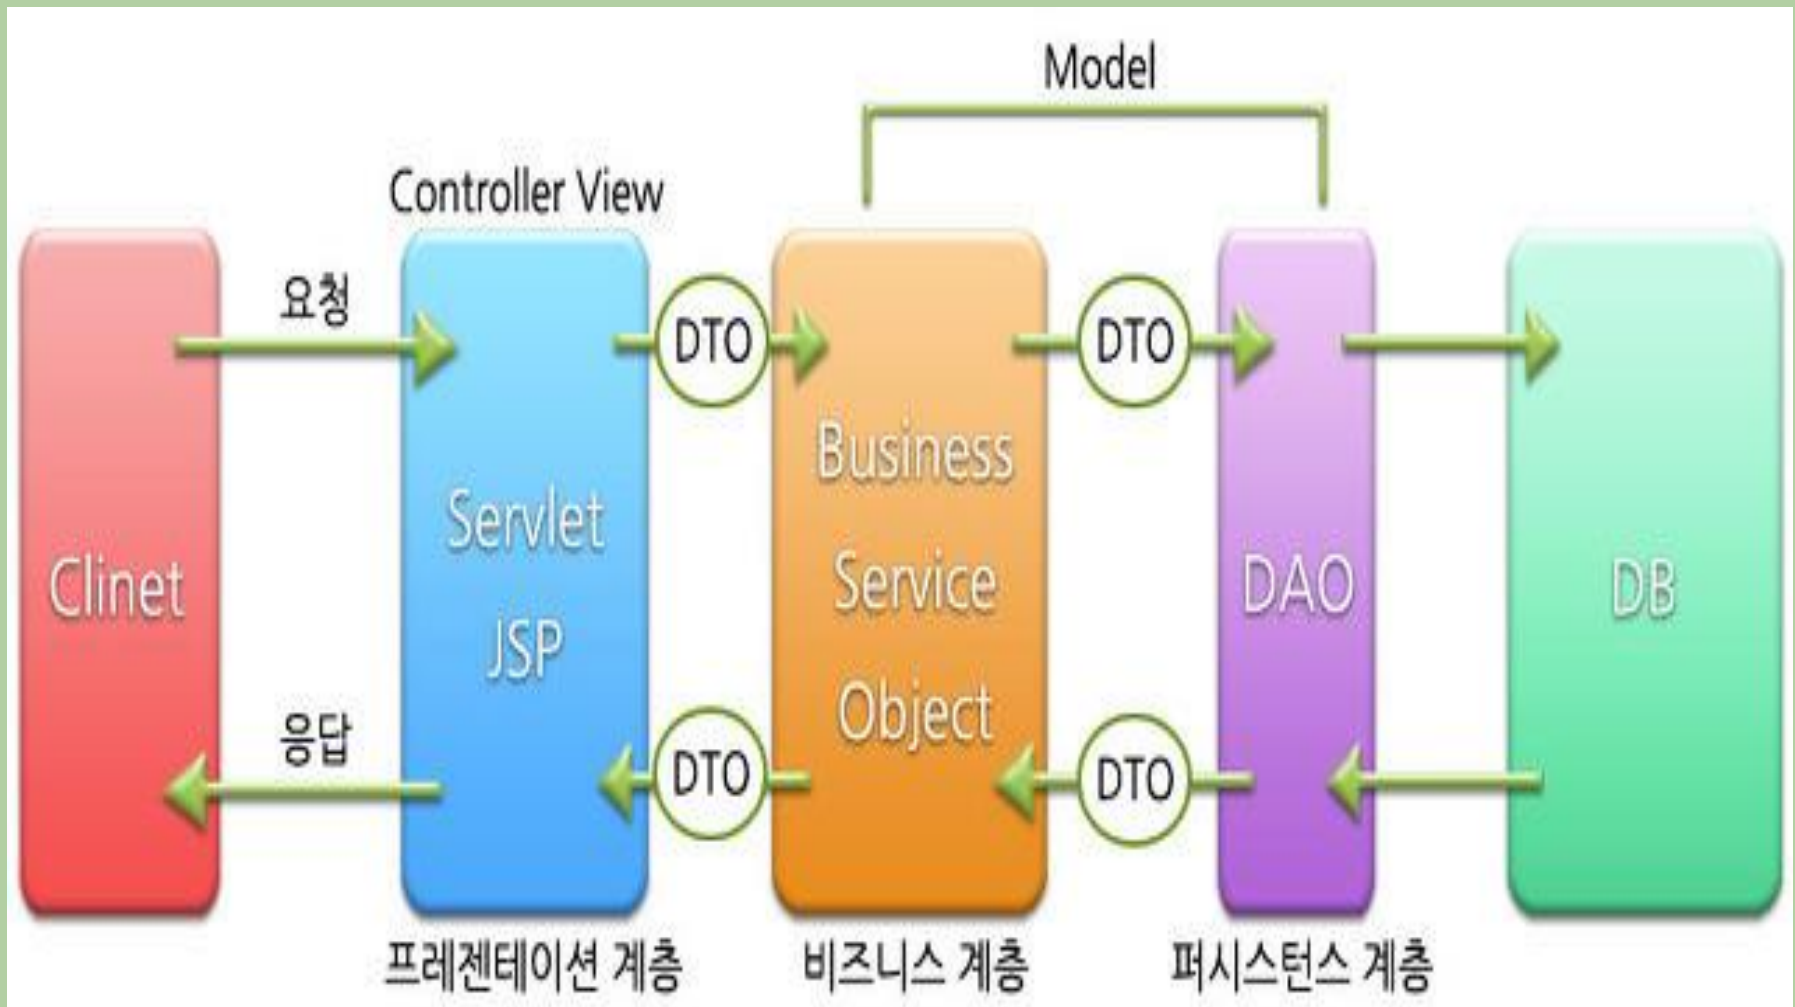 Model
Controller View
요청
DTO
DTO
Clinet
Servlet
JSP
Business
Service
Object
DAO
DB
응답
DTO
DTO
프레젠테이션 계층
비즈니스 계층
퍼시스턴스 계층